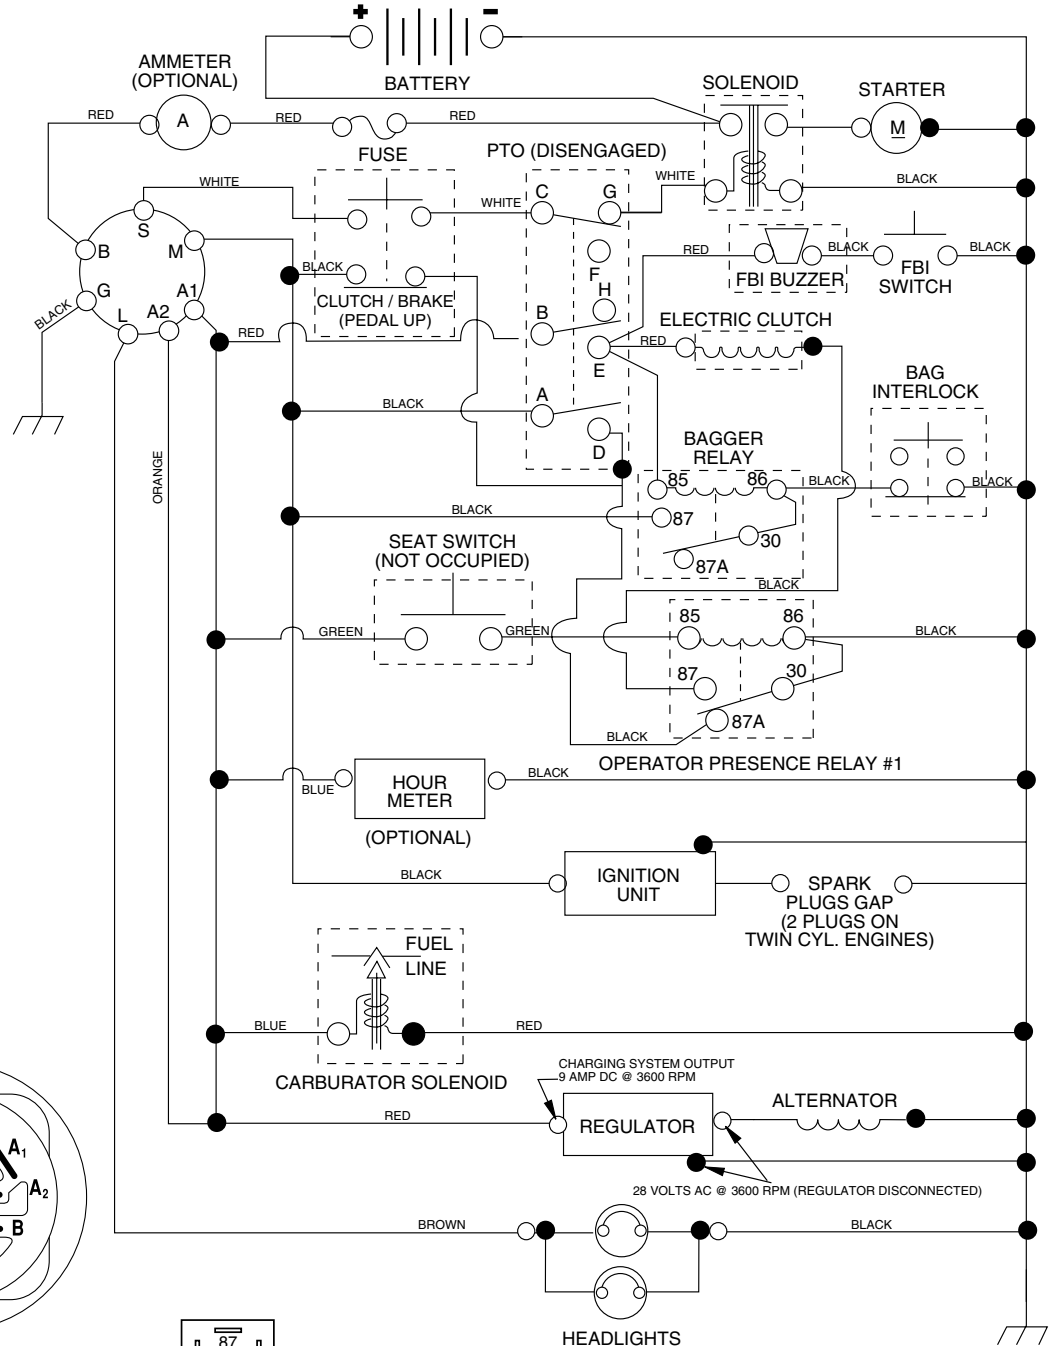 + -
BATTERY
AMMETER
(OPTIONAL)
SOLENOID
STARTER
RED
A
RED
RED
FUSE
M
PTO (DISENGAGED)
WHITE
WHITE
C
G
WHITE
BLACK
S
B
M
F
RED
BLACK
BLACK
FBI BUZZER
FBI
SWITCH
BLACK
CLUTCH / BRAKE
(PEDAL UP)
G
A1
A2
L
BLACK
H
B
RED
ELECTRIC CLUTCH
RED
E
BAG
INTERLOCK
A
BLACK
D
BAGGER
RELAY
ORANGE
85
86
BLACK
BLACK
BLACK
87
30
87A
SEAT SWITCH
(NOT OCCUPIED)
BLACK
GREEN
GREEN
85
86
BLACK
87
30
87A
BLACK
OPERATOR PRESENCE RELAY #1
BLUE
HOUR
METER
BLACK
(OPTIONAL)
BLACK
IGNITION
UNIT
SPARK
PLUGS GAP
(2 PLUGS ON
TWIN CYL. ENGINES)
FUEL
LINE
BLUE
RED
CARBURATOR SOLENOID
CHARGING SYSTEM OUTPUT
9 AMP DC @ 3600 RPM
RED
REGULATOR
ALTERNATOR
28 VOLTS AC @ 3600 RPM (REGULATOR DISCONNECTED)
A1
A2
B
BROWN
BLACK
HEADLIGHTS
87